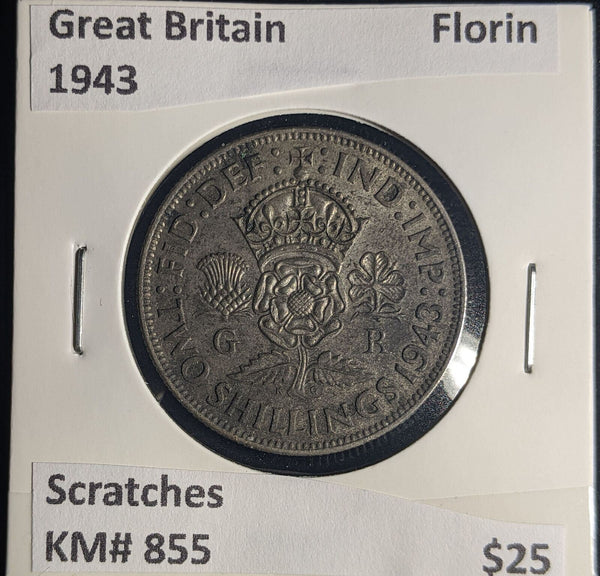 Great Britain Florin
1943
FID:DEF:IND:IMP:1943
G R
TWO SHILLINGS
Scratches
KM# 855 $25